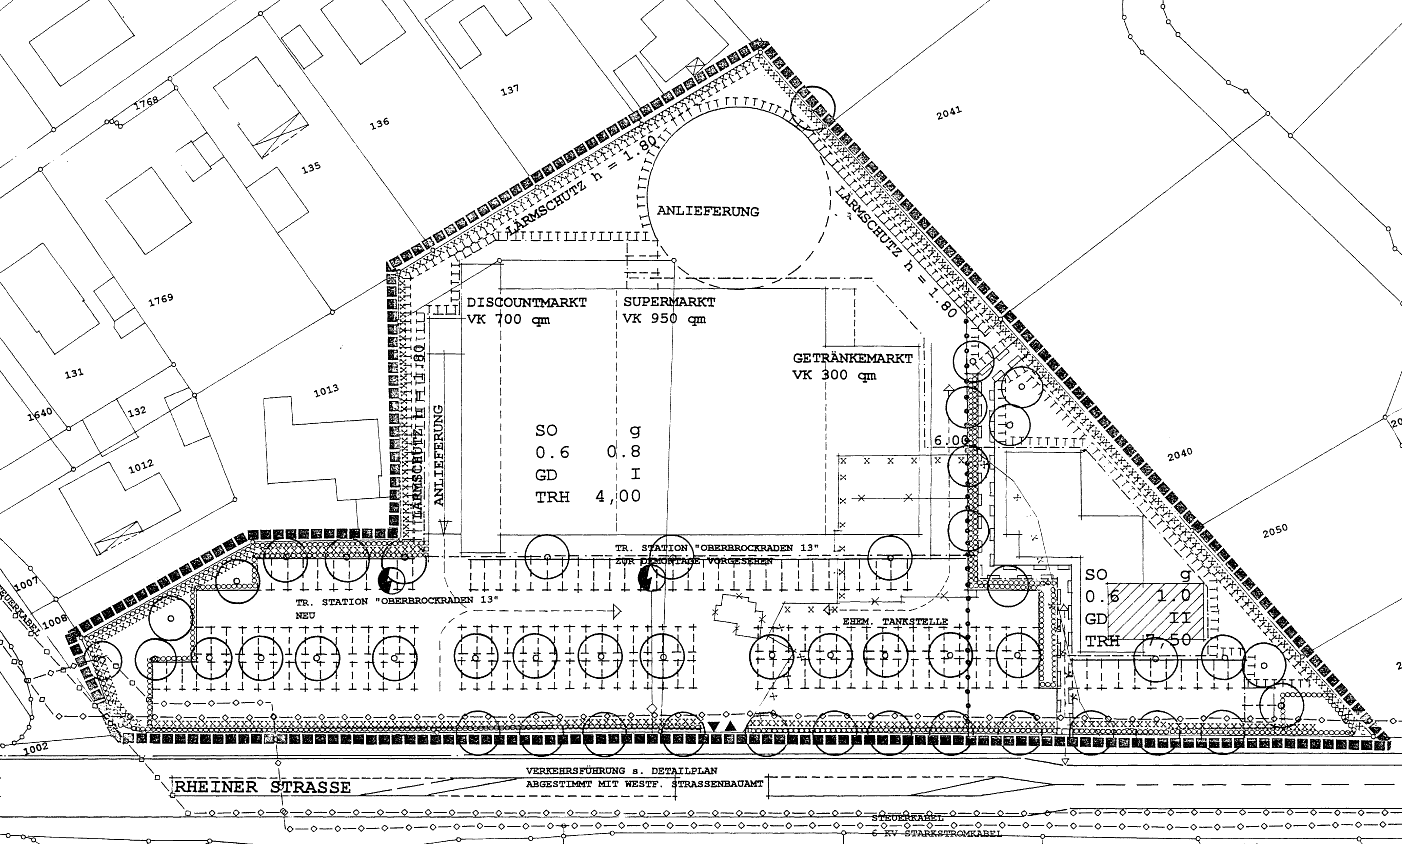 137
1768
136
2041
135
LÄRMSCHUTZ h = 1.80
ANLIEFERUNG
LÄRMSCHUTZ h = 1.80
1769
DISCOUNTMARKT
VK 700 qm
SUPERMARKT
VK 950 qm
GETRÄNKEMARKT
VK 300 qm
131
1013
1640
132
1012
LÄRMSCHUTZ H = 1.80
ANLIEFERUNG
SO g
0.6 0.8
GD I
TRH 4,00
6.00
2040
2050
TR. STATION "OBERBROCKRADEN 13"
ZUR DEMONTAGE VORGESEHEN
1007
1008
TR. STATION "OBERBROCKRADEN 13"
NEU
EHEM. TANKSTELLE
SO g
0.6 1.0
GD II
TRH 7,50
1002
RHEINER STRASSE
VERKEHRSFÜHRUNG s. DETAILPLAN
ABGESTIMMT MIT WESTF. STRASSENBAUAMT
STEUERKABEL
6 KV STARKSTROMKABEL